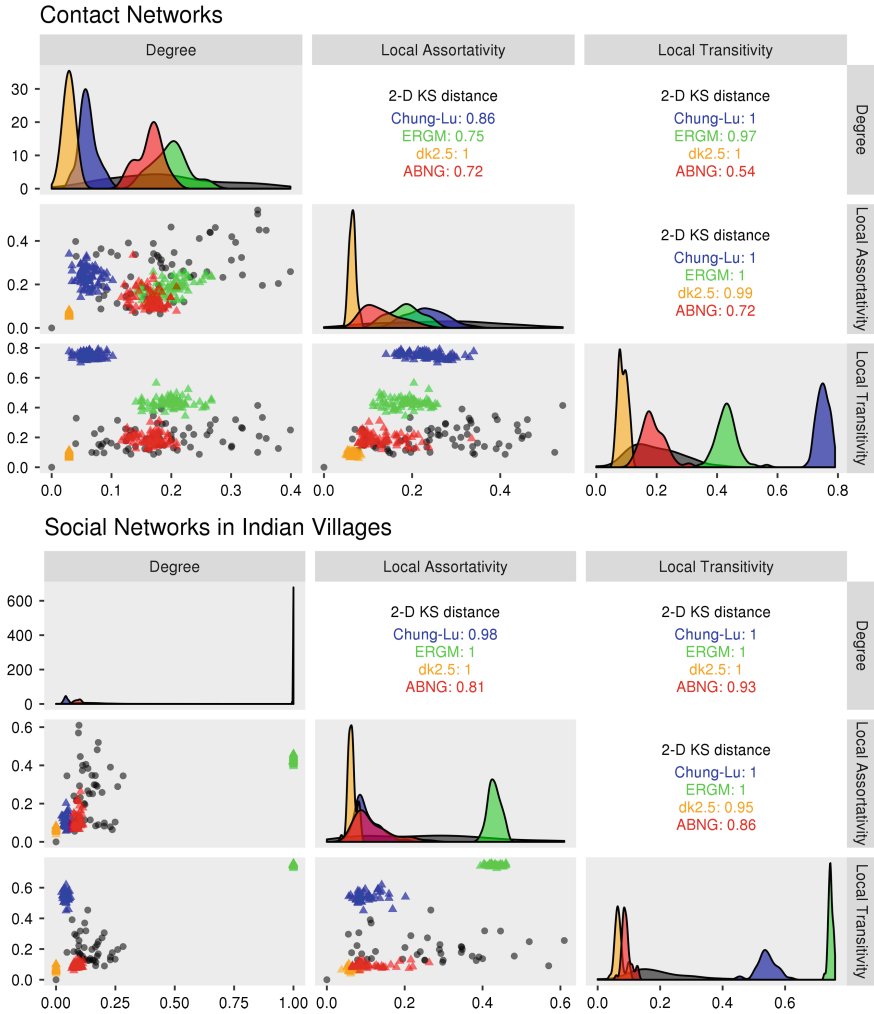 Contact Networks
Degree
Local Assortativity
Local Transitivity
30
20
10
0
2-D KS distance
Chung-Lu: 0.86
ERGM: 0.75
dk2.5: 1
ABNG: 0.72
2-D KS distance
Chung-Lu: 1
ERGM: 0.97
dk2.5: 1
ABNG: 0.54
Degree
0.4
0.2
0.0
2-D KS distance
Chung-Lu: 1
ERGM: 1
dk2.5: 0.99
ABNG: 0.72
Local Assortativity
0.8
0.6
0.4
0.2
0.0
Local Transitivity
0.0 0.1 0.2 0.3 0.4
0.0 0.2 0.4
0.0 0.2 0.4 0.6 0.8
Social Networks in Indian Villages
Degree
Local Assortativity
Local Transitivity
600
400
200
0
2-D KS distance
Chung-Lu: 0.98
ERGM: 1
dk2.5: 1
ABNG: 0.81
2-D KS distance
Chung-Lu: 1
ERGM: 1
dk2.5: 1
ABNG: 0.93
Degree
0.6
0.4
0.2
0.0
2-D KS distance
Chung-Lu: 1
ERGM: 1
dk2.5: 0.95
ABNG: 0.86
Local Assortativity
0.6
0.4
0.2
0.0
Local Transitivity
0.00 0.25 0.50 0.75 1.00
0.0 0.2 0.4 0.6
0.0 0.2 0.4 0.6